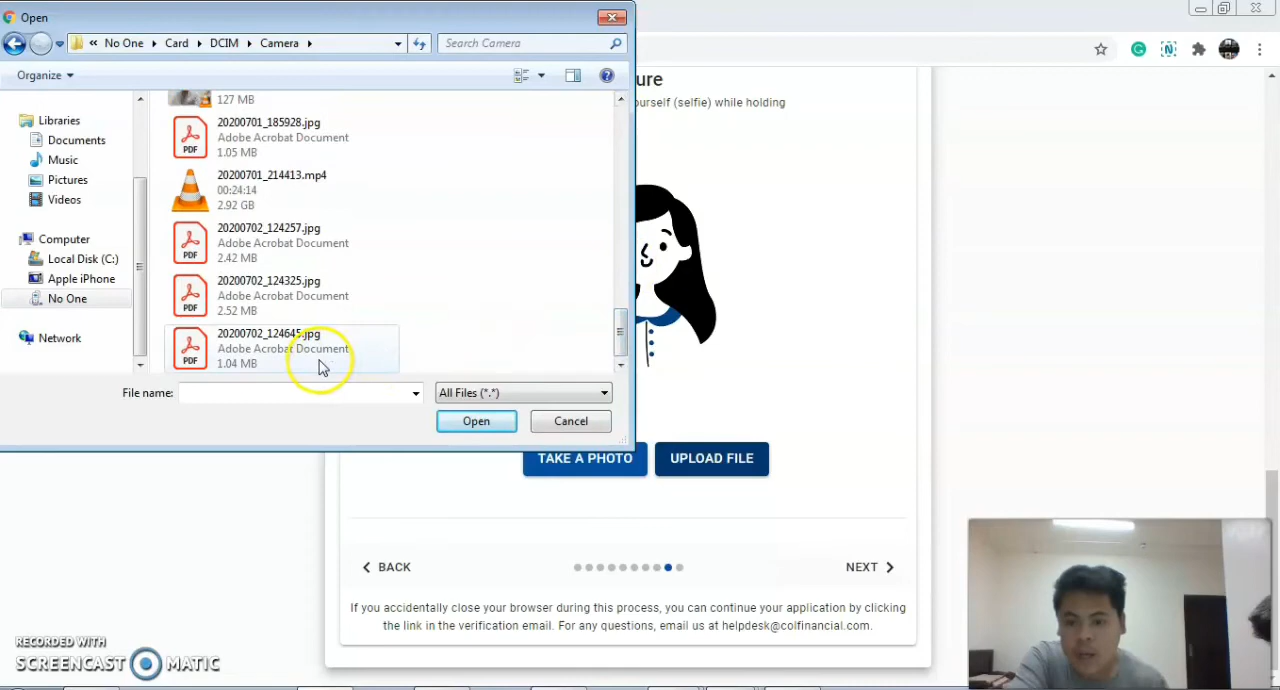 Open
« No One ▸ Card ▸ DCIM ▸ Camera ▸
Search Camera
Organize
127 MB
Libraries
Documents
Music
Pictures
Videos
Computer
Local Disk (C:)
Apple iPhone
No One
Network
20200701_185928.jpg
Adobe Acrobat Document
1.05 MB
PDF
20200701_214413.mp4
00:24:14
2.92 GB
20200702_124257.jpg
Adobe Acrobat Document
2.42 MB
PDF
20200702_124325.jpg
Adobe Acrobat Document
2.52 MB
PDF
20200702_124645.jpg
Adobe Acrobat Document
1.04 MB
PDF
File name:
All Files (*.*)
Open
Cancel
ure
ourself (selfie) while holding
TAKE A PHOTO
UPLOAD FILE
BACK
NEXT
If you accidentally close your browser during this process, you can continue your application by clicking
the link in the verification email. For any questions, email us at helpdesk@colfinancial.com.
RECORDED WITH
SCREENCAST MATIC